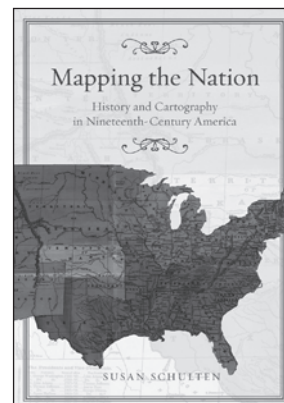 Mapping the Nation
History and Cartography
in Nineteenth-Century America
SUSAN SCHULTEN